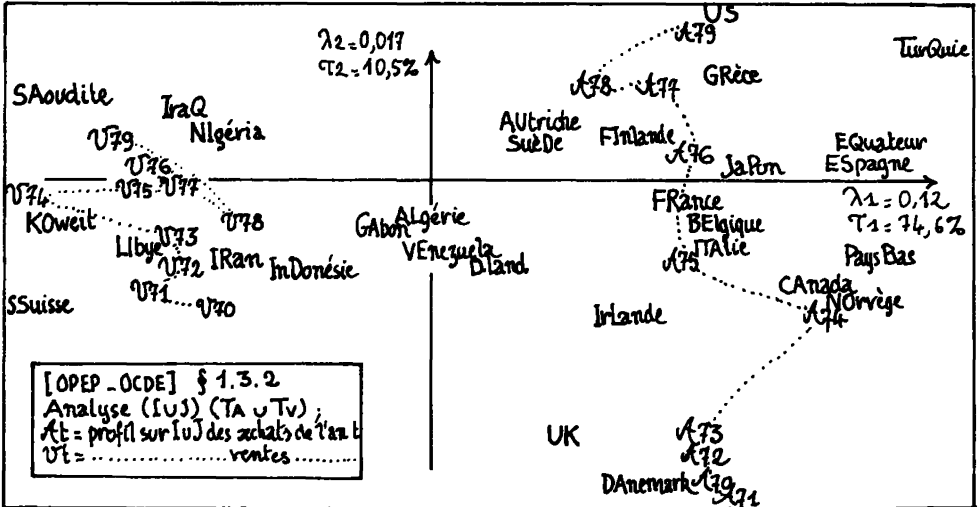 US
A79
λ2=0,017
τ2=10,5%
TurQuie
A78 A77 GRèce
SAoudite
IraQ
NIgéria
V79
AUtriche
SuèDe
FInlande
A76
EQuateur
ESpagne
V76
JaPon
V74 V75 V77
λ1=0,12
τ1=74,6%
KOweit
V78
GAbon
ALgérie
FRance
BElgique
ITAlie
V73
LIbye
V72
IRan
InDonésie
VEnezuela
D.land
A75
PaysBas
V71
V70
SSuisse
CAnada
NOrvège
A74
IrLande
[OPEP_OCDE] § 1.3.2
Analyse (I∪J) (TA ∪ TV) ;
At = profil sur I∪J des achats de l'an t
Vt = .................. ventes ..........
UK
A73
A72
DAnemark A70
A71